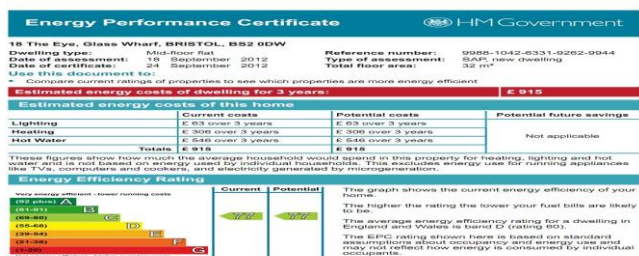 Energy Performance Certificate
HM Government
18 The Eye, Glass Wharf, BRISTOL, BS2 0DW
Dwelling type: Mid-floor flat
Date of assessment: 18 September 2012
Date of certificate: 24 September 2012
Reference number: 9988-1042-6331-9262-9944
Type of assessment: SAP, new dwelling
Total floor area: 32 m²
Use this document to:
• Compare current ratings of properties to see which properties are more energy efficient
Estimated energy costs of dwelling for 3 years: £ 915
Estimated energy costs of this home
Current costs Potential costs Potential future savings
Lighting £ 63 over 3 years £ 63 over 3 years
Heating £ 306 over 3 years £ 306 over 3 years
Not applicable
Hot Water £ 546 over 3 years £ 546 over 3 years
Totals £ 915 £ 915
These figures show how much the average household would spend in this property for heating, lighting and hot
water and is not based on energy used by individual households. This excludes energy use for running appliances
like TVs, computers and cookers, and electricity generated by microgeneration.
Energy Efficiency Rating
Current Potential
Very energy efficient - lower running costs
(92 plus) A
(81-91) B
(69-80) C
77 77
(55-68) D
(39-54) E
(21-38) F
(1-20) G
The graph shows the current energy efficiency of your
home.
The higher the rating the lower your fuel bills are likely
to be.
The average energy efficiency rating for a dwelling in
England and Wales is band D (rating 60).
The EPC rating shown here is based on standard
assumptions about occupancy and energy use and
may not reflect how energy is consumed by individual
occupants.